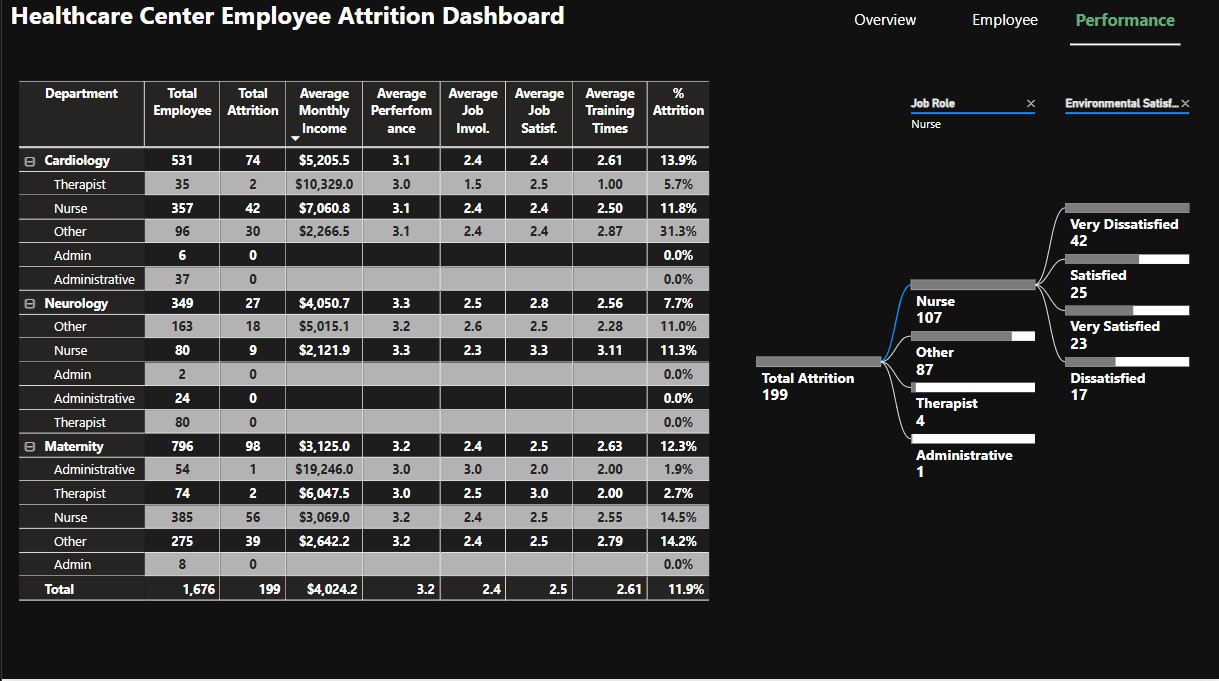 Healthcare Center Employee Attrition Dashboard
Overview Employee Performance
Department Total Employee Total Attrition Average Monthly Income Average Perferfom ance Average Job Invol. Average Job Satisf. Average Training Times % Attrition
Cardiology 531 74 $5,205.5 3.1 2.4 2.4 2.61 13.9%
Therapist 35 2 $10,329.0 3.0 1.5 2.5 1.00 5.7%
Nurse 357 42 $7,060.8 3.1 2.4 2.4 2.50 11.8%
Other 96 30 $2,266.5 3.1 2.4 2.4 2.87 31.3%
Admin 6 0 0.0%
Administrative 37 0 0.0%
Neurology 349 27 $4,050.7 3.3 2.5 2.8 2.56 7.7%
Other 163 18 $5,015.1 3.2 2.6 2.5 2.28 11.0%
Nurse 80 9 $2,121.9 3.3 2.3 3.3 3.11 11.3%
Admin 2 0 0.0%
Administrative 24 0 0.0%
Therapist 80 0 0.0%
Maternity 796 98 $3,125.0 3.2 2.4 2.5 2.63 12.3%
Administrative 54 1 $19,246.0 3.0 3.0 2.0 2.00 1.9%
Therapist 74 2 $6,047.5 3.0 2.5 3.0 2.00 2.7%
Nurse 385 56 $3,069.0 3.2 2.4 2.5 2.55 14.5%
Other 275 39 $2,642.2 3.2 2.4 2.5 2.79 14.2%
Admin 8 0 0.0%
Total 1,676 199 $4,024.2 3.2 2.4 2.5 2.61 11.9%
Job Role
Nurse
Environmental Satisf...
Total Attrition
199
Nurse
107
Other
87
Therapist
4
Administrative
1
Very Dissatisfied
42
Satisfied
25
Very Satisfied
23
Dissatisfied
17